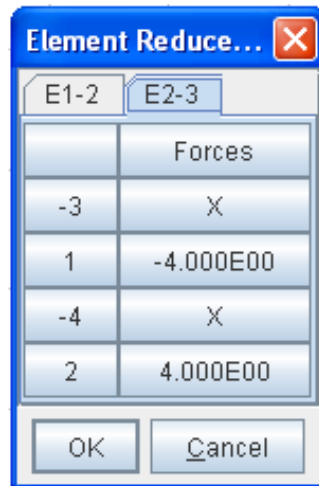 Element Reduce...
E1-2 E2-3
Forces
-3 X
1 -4.000E00
-4 X
2 4.000E00
OK Cancel